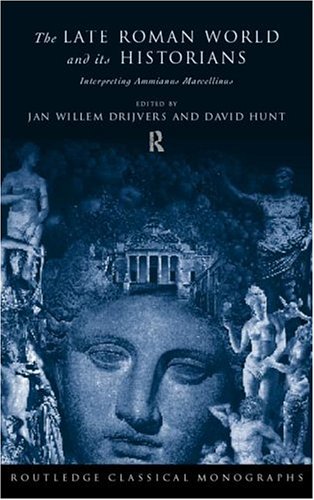 The LATE ROMAN WORLD
and its HISTORIANS
Interpreting Ammianus Marcellinus
EDITED BY
JAN WILLEM DRIJVERS AND DAVID HUNT
R
ROUTLEDGE CLASSICAL MONOGRAPHS